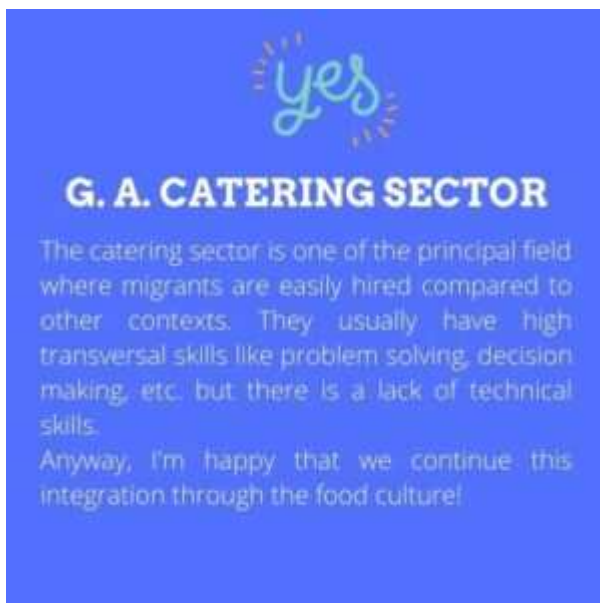 yes
G. A. CATERING SECTOR
The catering sector is one of the principal field
where migrants are easily hired compared to
other contexts. They usually have high
transversal skills like problem solving, decision
making, etc. but there is a lack of technical
skills.
Anyway, I'm happy that we continue this
integration through the food culture!